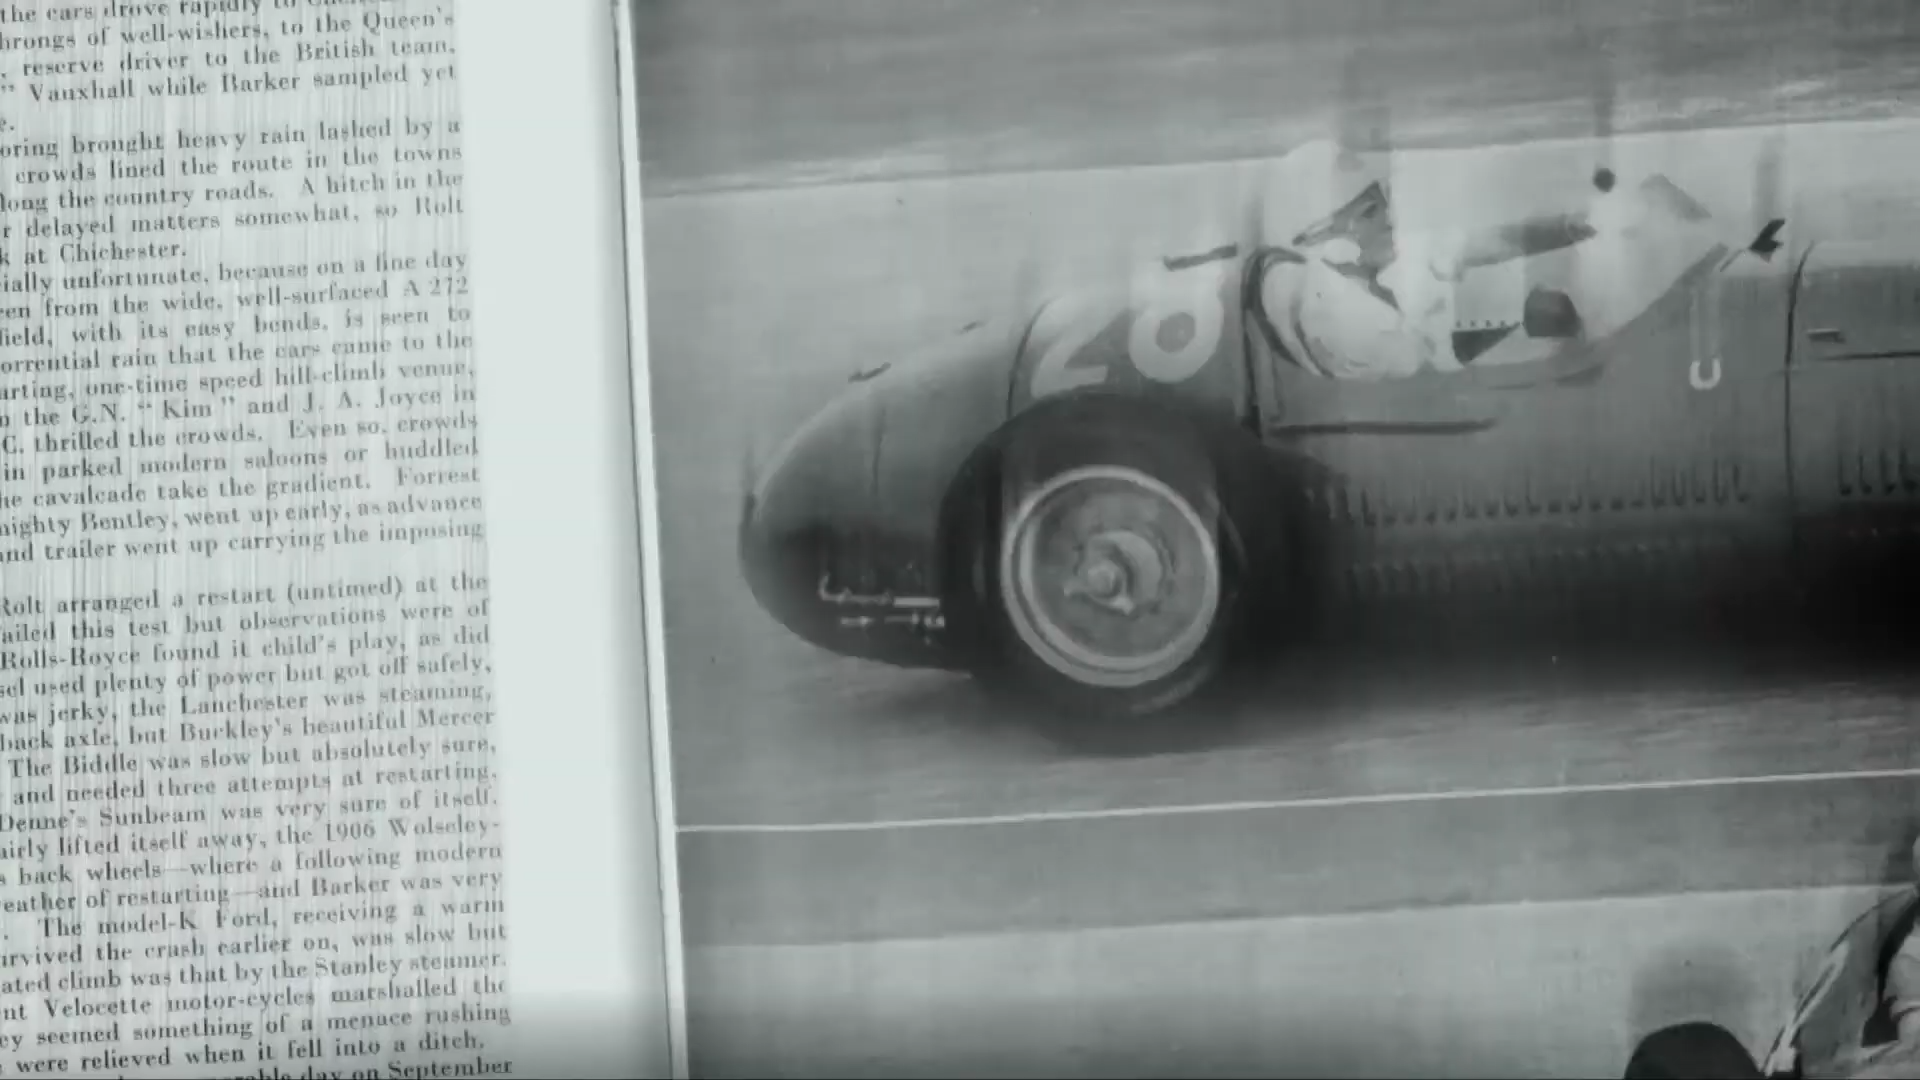 the cars drove rapidly to
hrongs of well-wishers, to the Queen's
, reserve driver to the British team,
" Vauxhall while Barker sampled yet
e.
oring brought heavy rain lashed by a
crowds lined the route in the towns
long the country roads. A hitch in the
r delayed matters somewhat, so Rolt
k at Chichester.
ially unfortunate, because on a fine day
een from the wide, well-surfaced A 272
field, with its easy bends, is seen to
orrential rain that the cars came to the
arting, one-time speed hill-climb venue,
n the G.N. "Kim" and J. A. Joyce in
C. thrilled the crowds. Even so, crowds
in parked modern saloons or huddled
he cavalcade take the gradient. Forrest
mighty Bentley, went up early, as advance
and trailer went up carrying the imposing
Rolt arranged a restart (untimed) at the
ailed this test but observations were of
Rolls-Royce found it child's play, as did
sel used plenty of power but got off safely,
was jerky, the Lanchester was steaming,
back axle, but Buckley's beautiful Mercer
The Biddle was slow but absolutely sure,
and needed three attempts at restarting.
Denne's Sunbeam was very sure of itself.
airly lifted itself away, the 1906 Wolseley-
s back wheels—where a following modern
eather of restarting—and Barker was very
. The model-K Ford, receiving a warm
urvived the crash earlier on, was slow but
ated climb was that by the Stanley steamer.
nt Velocette motor-cycles marshalled the
ey seemed something of a menace rushing
were relieved when it fell into a ditch.
day on September
26